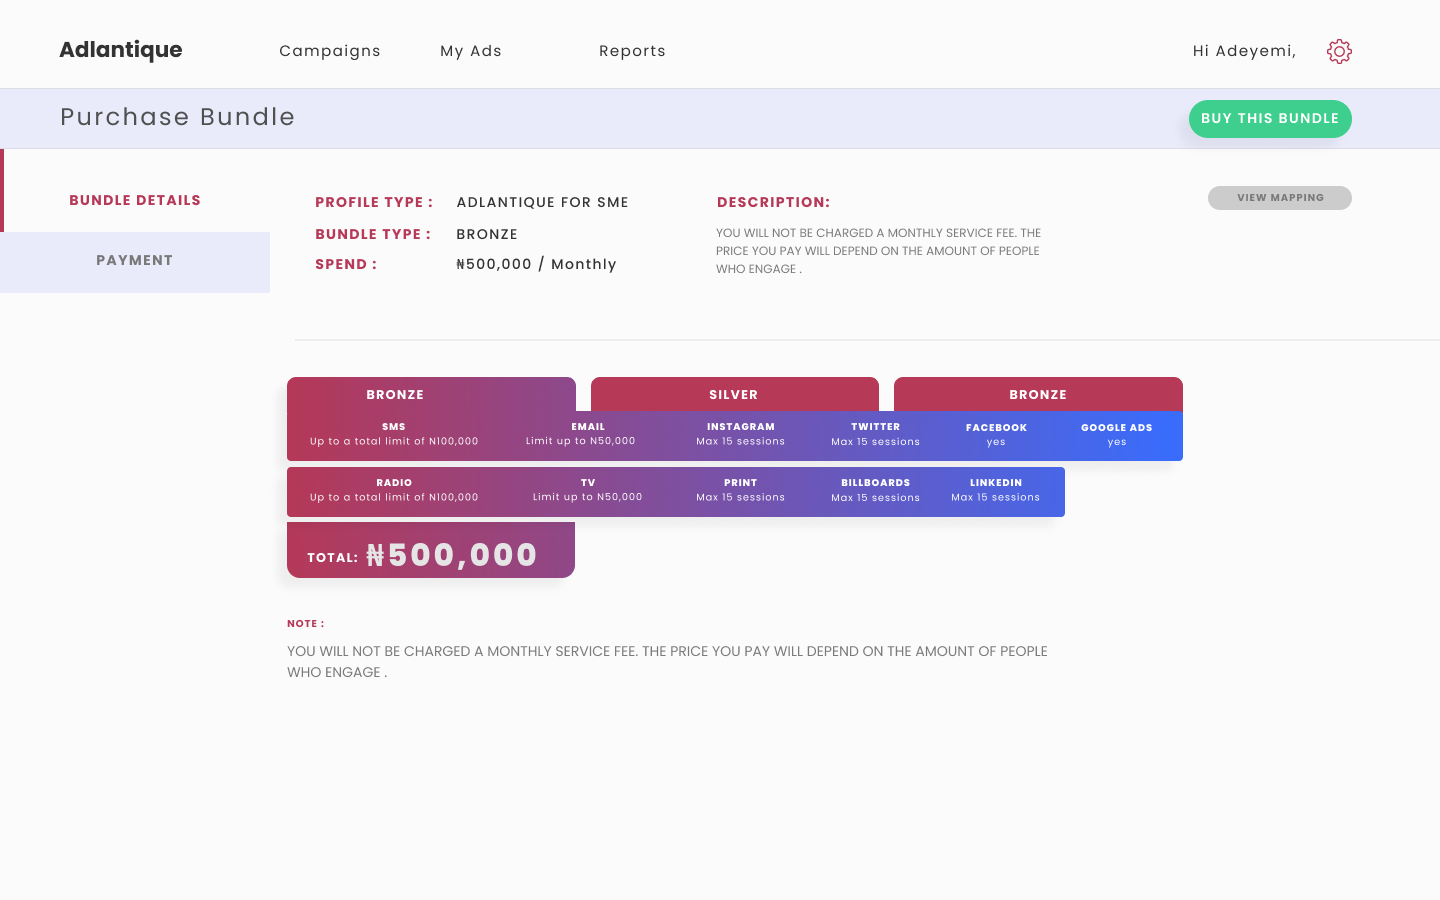 Adlantique Campaigns My Ads Reports Hi Adeyemi,
Purchase Bundle BUY THIS BUNDLE
BUNDLE DETAILS
PAYMENT
PROFILE TYPE : ADLANTIQUE FOR SME
BUNDLE TYPE : BRONZE
SPEND : ₦500,000 / Monthly
DESCRIPTION:
YOU WILL NOT BE CHARGED A MONTHLY SERVICE FEE. THE
PRICE YOU PAY WILL DEPEND ON THE AMOUNT OF PEOPLE
WHO ENGAGE .
VIEW MAPPING
BRONZE SILVER BRONZE
SMS EMAIL INSTAGRAM TWITTER FACEBOOK GOOGLE ADS
Up to a total limit of N100,000 Limit up to N50,000 Max 15 sessions Max 15 sessions yes yes
RADIO TV PRINT BILLBOARDS LINKEDIN
Up to a total limit of N100,000 Limit up to N50,000 Max 15 sessions Max 15 sessions Max 15 sessions
TOTAL: ₦500,000
NOTE :
YOU WILL NOT BE CHARGED A MONTHLY SERVICE FEE. THE PRICE YOU PAY WILL DEPEND ON THE AMOUNT OF PEOPLE
WHO ENGAGE .